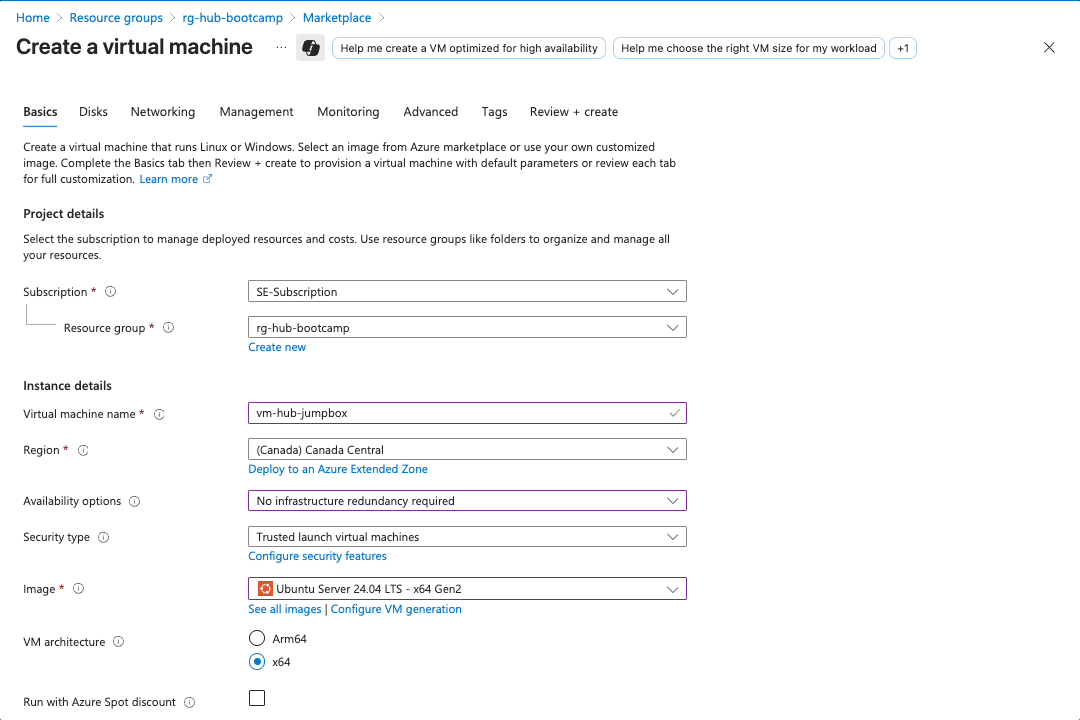 Home > Resource groups > rg-hub-bootcamp > Marketplace >
Create a virtual machine ... Help me create a VM optimized for high availability Help me choose the right VM size for my workload +1
Basics Disks Networking Management Monitoring Advanced Tags Review + create
Create a virtual machine that runs Linux or Windows. Select an image from Azure marketplace or use your own customized
image. Complete the Basics tab then Review + create to provision a virtual machine with default parameters or review each tab
for full customization. Learn more
Project details
Select the subscription to manage deployed resources and costs. Use resource groups like folders to organize and manage all
your resources.
Subscription * SE-Subscription
Resource group * rg-hub-bootcamp
Create new
Instance details
Virtual machine name * vm-hub-jumpbox
Region * (Canada) Canada Central
Deploy to an Azure Extended Zone
Availability options No infrastructure redundancy required
Security type Trusted launch virtual machines
Configure security features
Image * Ubuntu Server 24.04 LTS - x64 Gen2
See all images | Configure VM generation
VM architecture Arm64
x64
Run with Azure Spot discount